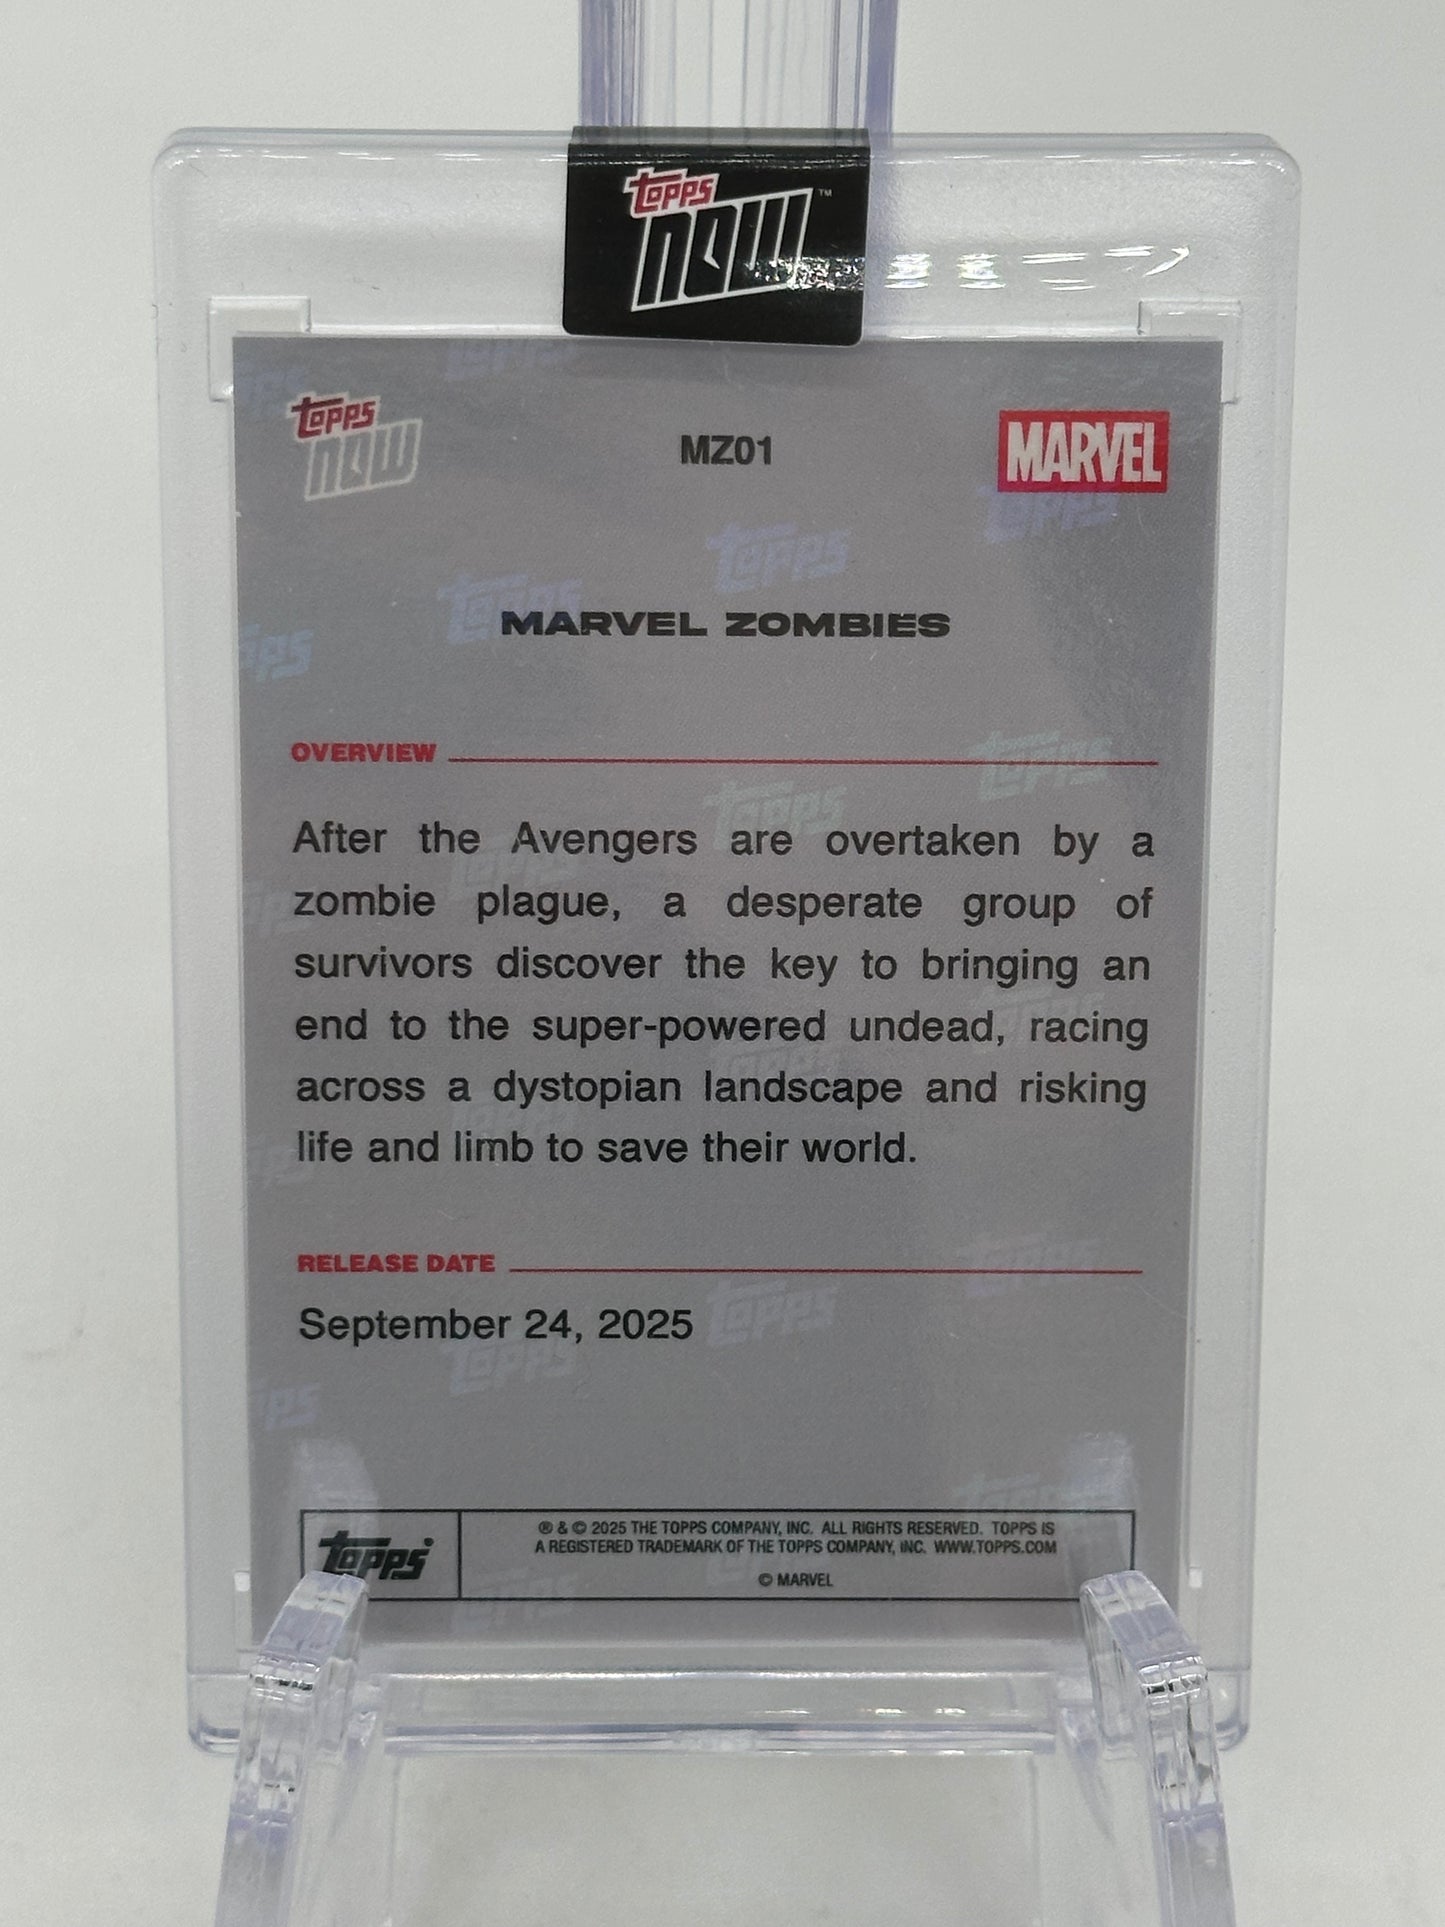 topps
now™
topps
now
MZ01
MARVEL
MARVEL ZOMBIES
OVERVIEW
After the Avengers are overtaken by a
zombie plague, a desperate group of
survivors discover the key to bringing an
end to the super-powered undead, racing
across a dystopian landscape and risking
life and limb to save their world.
RELEASE DATE
September 24, 2025
topps
® & © 2025 THE TOPPS COMPANY, INC. ALL RIGHTS RESERVED. TOPPS IS
A REGISTERED TRADEMARK OF THE TOPPS COMPANY, INC. WWW.TOPPS.COM
© MARVEL